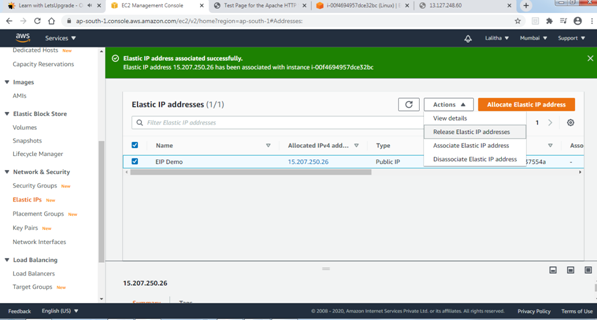 Learn with LetsUpgrade - C
EC2 Management Console
Test Page for the Apache HTTP
i-00f4694957dce32bc (Linux) |
13.127.248.60
ap-south-1.console.aws.amazon.com/ec2/v2/home?region=ap-south-1#Addresses:
aws
Services
Lalitha
Mumbai
Support
Dedicated Hosts New
Capacity Reservations
Images
AMIs
Elastic Block Store
Volumes
Snapshots
Lifecycle Manager
Network & Security
Security Groups New
Elastic IPs New
Placement Groups New
Key Pairs New
Network Interfaces
Load Balancing
Load Balancers
Target Groups New
Elastic IP address associated successfully.
Elastic IP address 15.207.250.26 has been associated with instance i-00f4694957dce32bc
Elastic IP addresses (1/1)
Actions
Allocate Elastic IP address
Filter Elastic IP addresses
1
View details
Release Elastic IP addresses
Associate Elastic IP address
Disassociate Elastic IP address
Name
Allocated IPv4 add...
Type
Asso
EIP Demo
15.207.250.26
Public IP
47554a
-
15.207.250.26
Summary
Tags
Feedback
English (US)
© 2008 - 2020, Amazon Internet Services Private Ltd. or its affiliates. All rights reserved.
Privacy Policy
Terms of Use